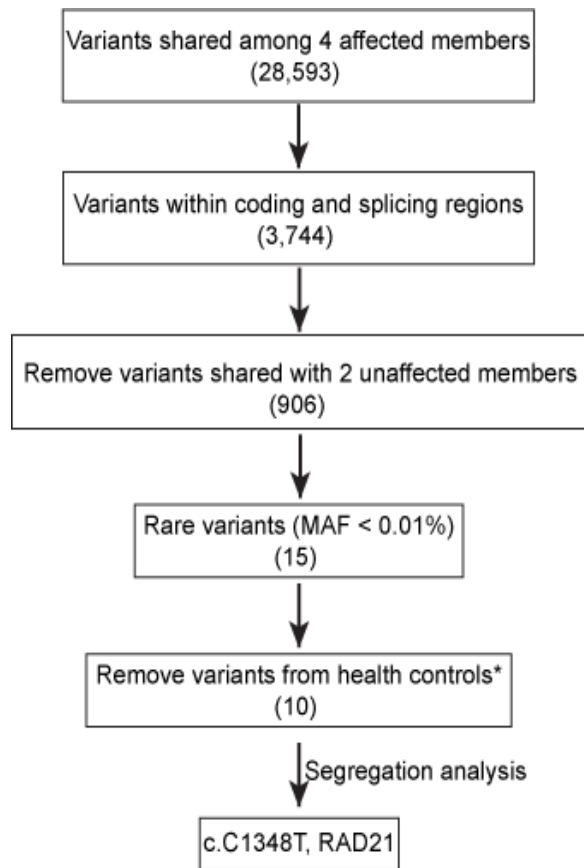 Variants shared among 4 affected members
(28,593)
Variants within coding and splicing regions
(3,744)
Remove variants shared with 2 unaffected members
(906)
Rare variants (MAF < 0.01%)
(15)
Remove variants from health controls*
(10)
Segregation analysis
c.C1348T, RAD21